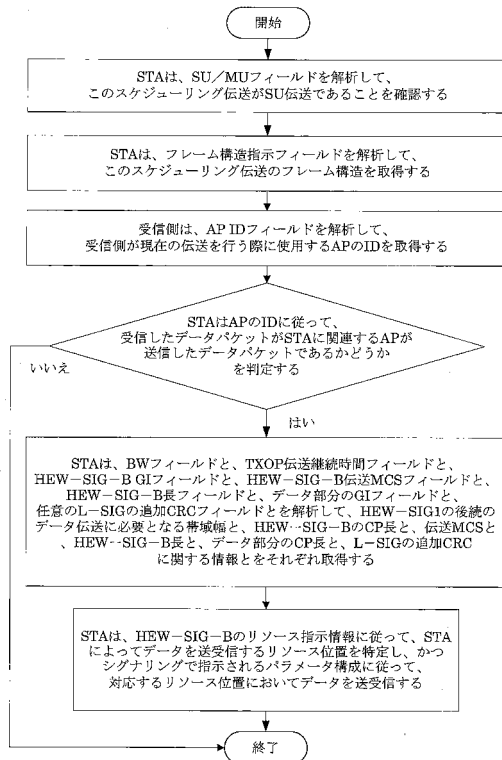 開始
STAは、SU／MUフィールドを解析して、
このスケジューリング伝送がSU伝送であることを確認する
STAは、フレーム構造指示フィールドを解析して、
このスケジューリング伝送のフレーム構造を取得する
受信側は、AP IDフィールドを解析して、
受信側が現在の伝送を行う際に使用するAPのIDを取得する
STAはAPのIDに従って、
受信したデータパケットがSTAに関連するAPが
送信したデータパケットであるかどうか
を判定する
いいえ
はい
STAは、BWフィールドと、TXOP伝送継続時間フィールドと、
HEW－SIG－B GIフィールドと、HEW－SIG－B伝送MCSフィールドと、
HEW－SIG－B長フィールドと、データ部分のGIフィールドと、
任意のL－SIGの追加CRCフィールドとを解析して、HEW－SIG1の後続の
データ伝送に必要となる帯域幅と、HEW－SIG－BのCP長と、伝送MCSと
、HEW－SIG－B長と、データ部分のCP長と、L－SIGの追加CRC
に関する情報とをそれぞれ取得する
STAは、HEW－SIG－Bのリソース指示情報に従って、STA
によってデータを送受信するリソース位置を特定し、かつ
シグナリングで指示されるパラメータ構成に従って、
対応するリソース位置においてデータを送受信する
終了